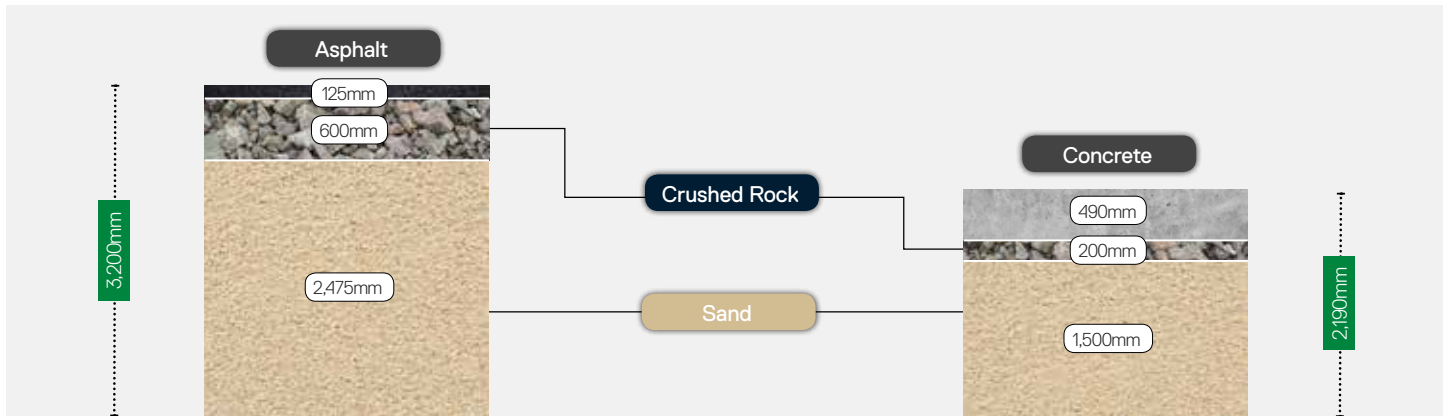 Asphalt
125mm
600mm
3,200mm
2,475mm
Crushed Rock
Sand
Concrete
490mm
200mm
1,500mm
2,190mm